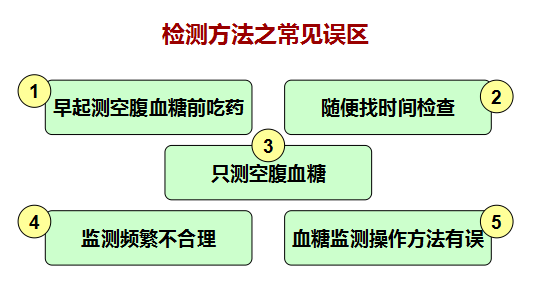 检测方法之常见误区
1
早起测空腹血糖前吃药
2
随便找时间检查
3
只测空腹血糖
4
监测频繁不合理
5
血糖监测操作方法有误